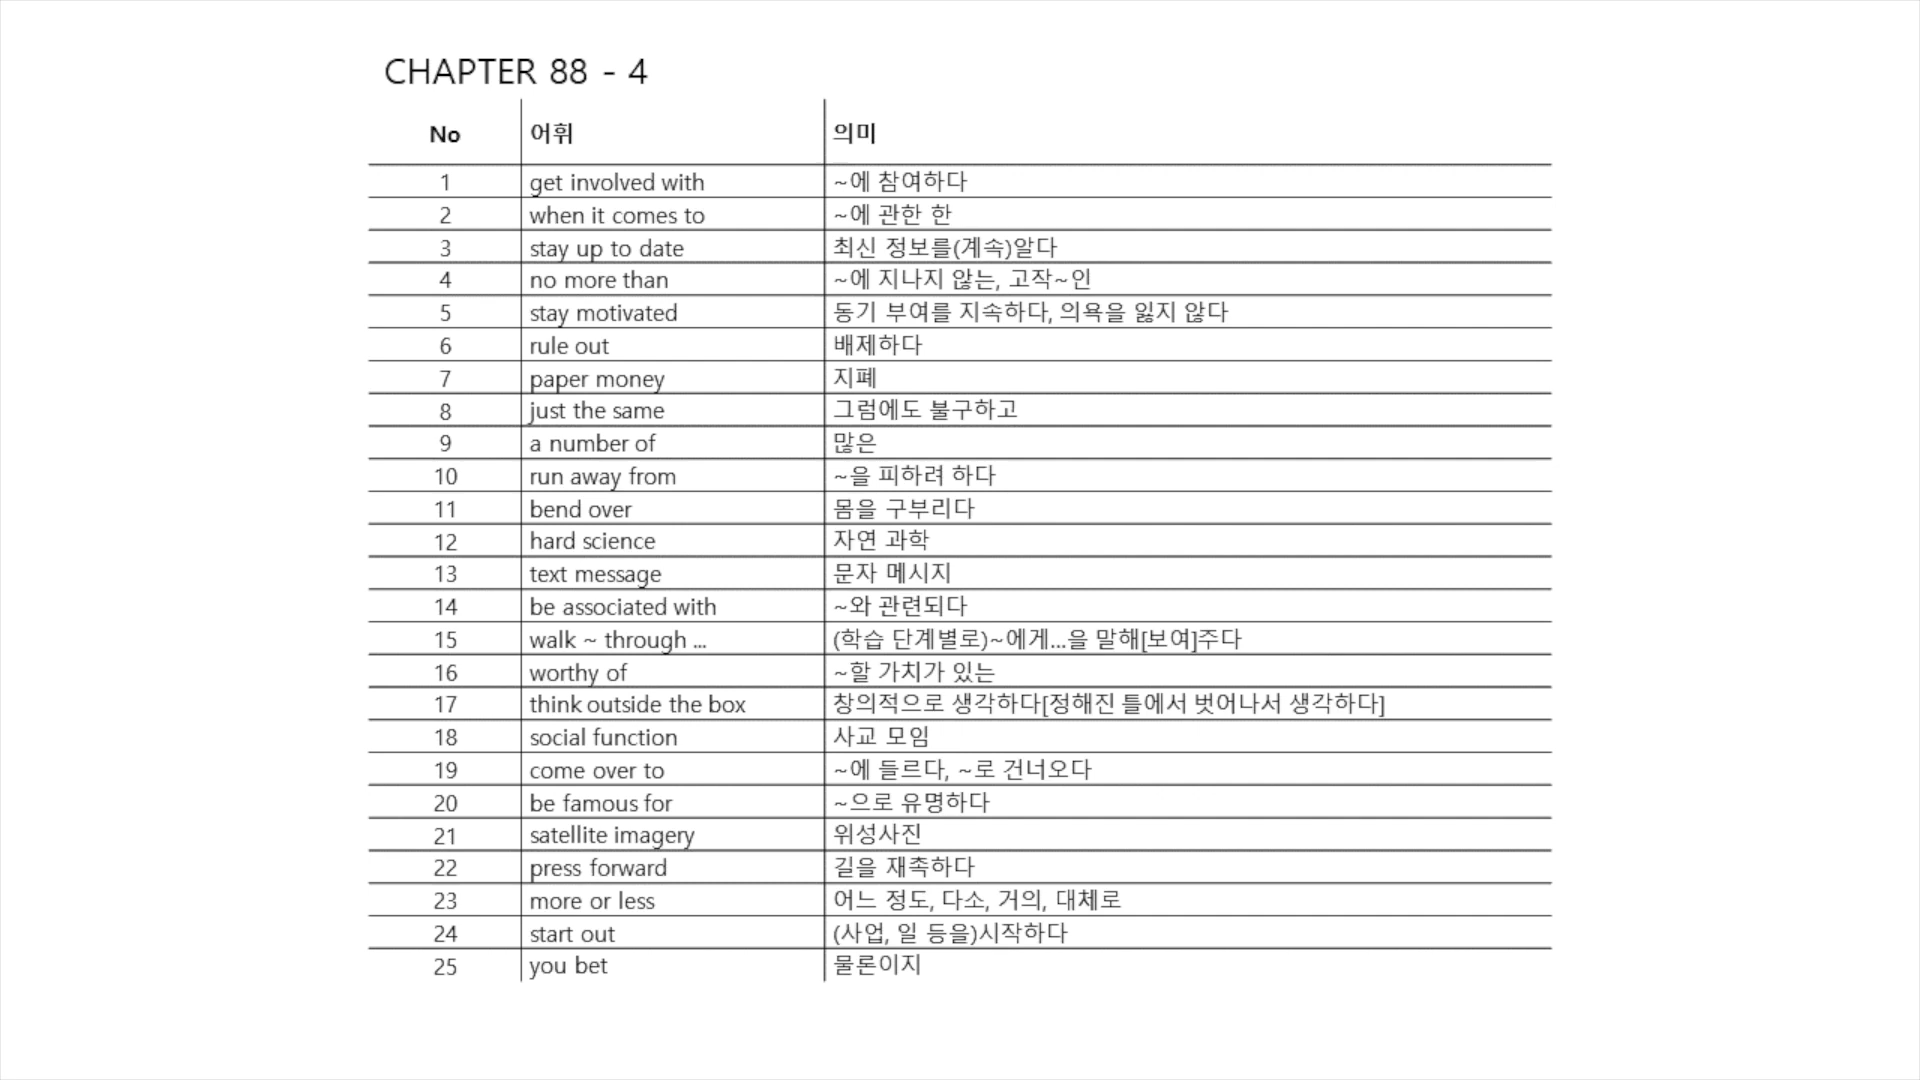 CHAPTER 88 - 4
No 어휘 의미
1 get involved with ~에 참여하다
2 when it comes to ~에 관한 한
3 stay up to date 최신 정보를(계속)알다
4 no more than ~에 지나지 않는, 고작~인
5 stay motivated 동기 부여를 지속하다, 의욕을 잃지 않다
6 rule out 배제하다
7 paper money 지폐
8 just the same 그럼에도 불구하고
9 a number of 많은
10 run away from ~을 피하려 하다
11 bend over 몸을 구부리다
12 hard science 자연 과학
13 text message 문자 메시지
14 be associated with ~와 관련되다
15 walk ~ through ... (학습 단계별로)~에게...을 말해[보여]주다
16 worthy of ~할 가치가 있는
17 think outside the box 창의적으로 생각하다[정해진 틀에서 벗어나서 생각하다]
18 social function 사교 모임
19 come over to ~에 들르다, ~로 건너오다
20 be famous for ~으로 유명하다
21 satellite imagery 위성사진
22 press forward 길을 재촉하다
23 more or less 어느 정도, 다소, 거의, 대체로
24 start out (사업, 일 등을)시작하다
25 you bet 물론이지